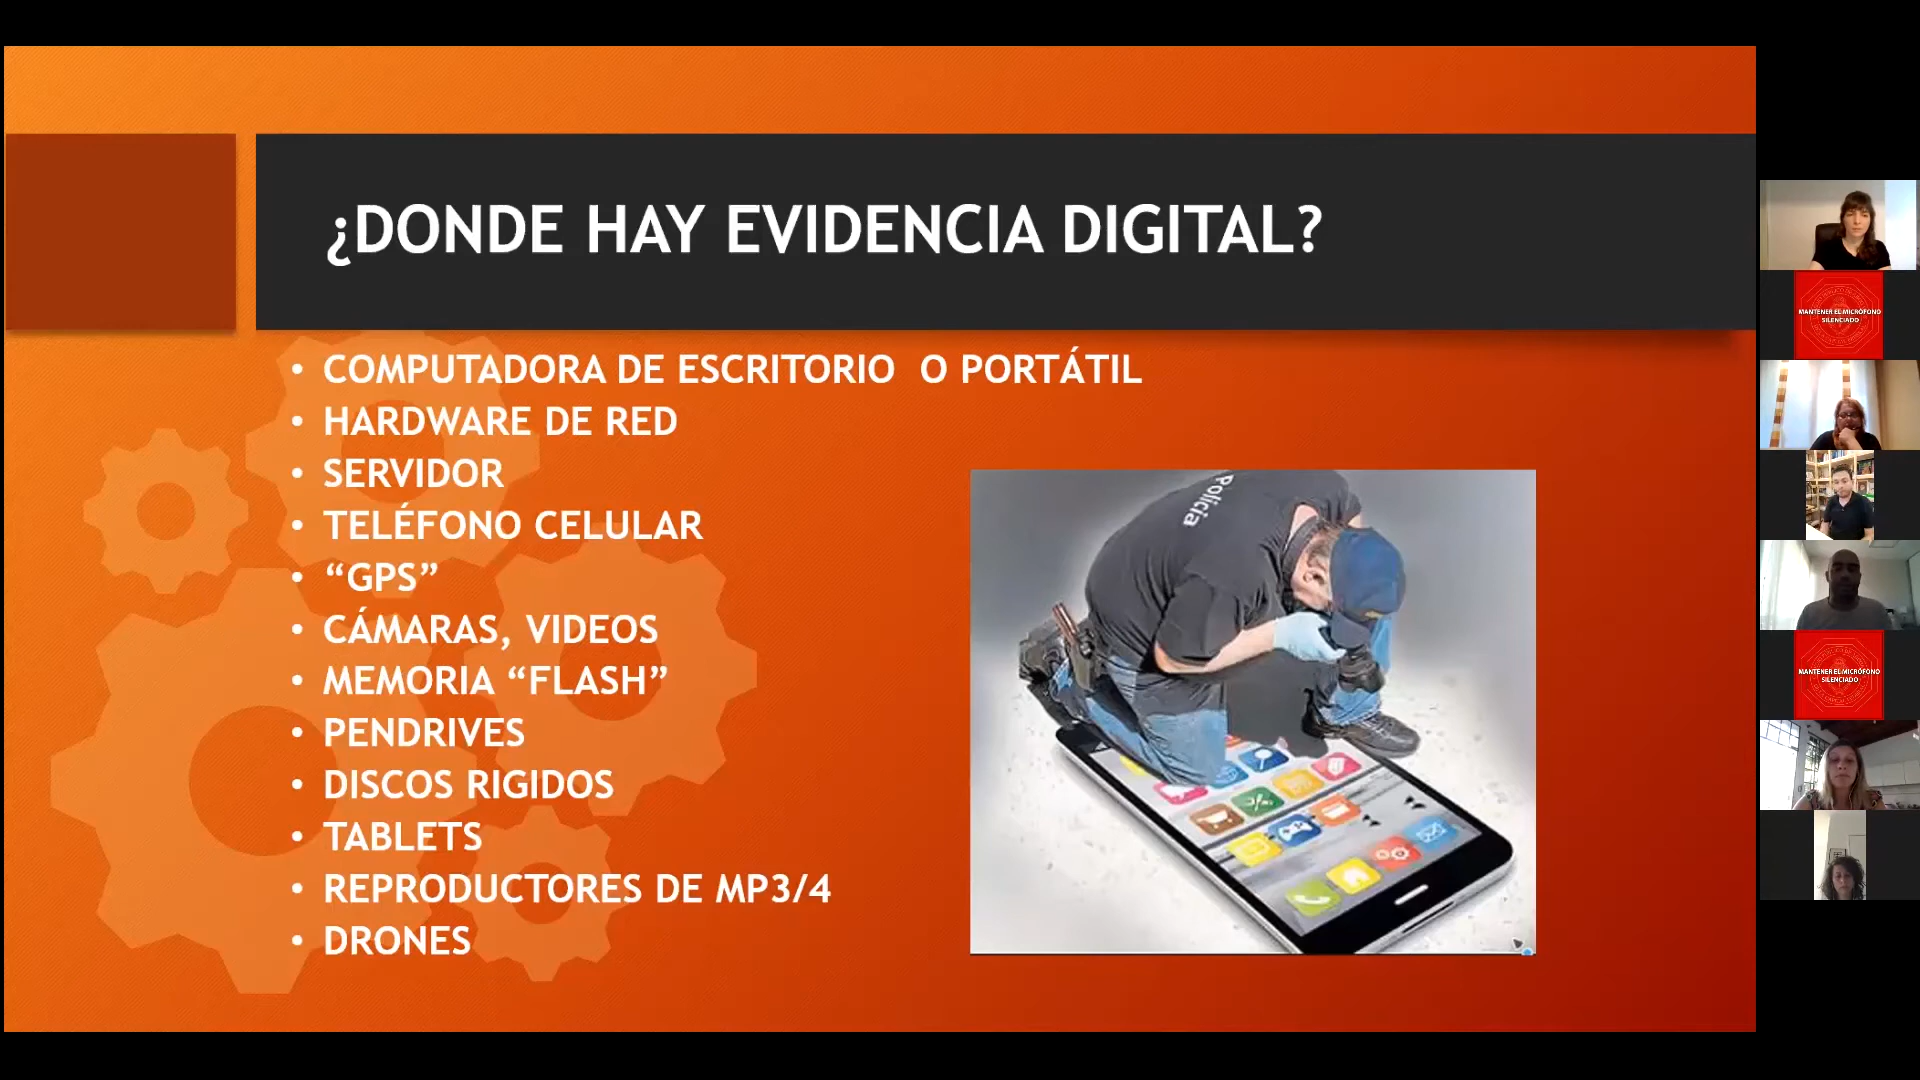 ¿DONDE HAY EVIDENCIA DIGITAL?
• COMPUTADORA DE ESCRITORIO  O PORTÁTIL
• HARDWARE DE RED
• SERVIDOR
• TELÉFONO CELULAR
• “GPS”
• CÁMARAS, VIDEOS
• MEMORIA “FLASH”
• PENDRIVES
• DISCOS RIGIDOS
• TABLETS
• REPRODUCTORES DE MP3/4
• DRONES
Policía
MANTENER EL MICRÓFONO
SILENCIADO
MANTENER EL MICRÓFONO
SILENCIADO